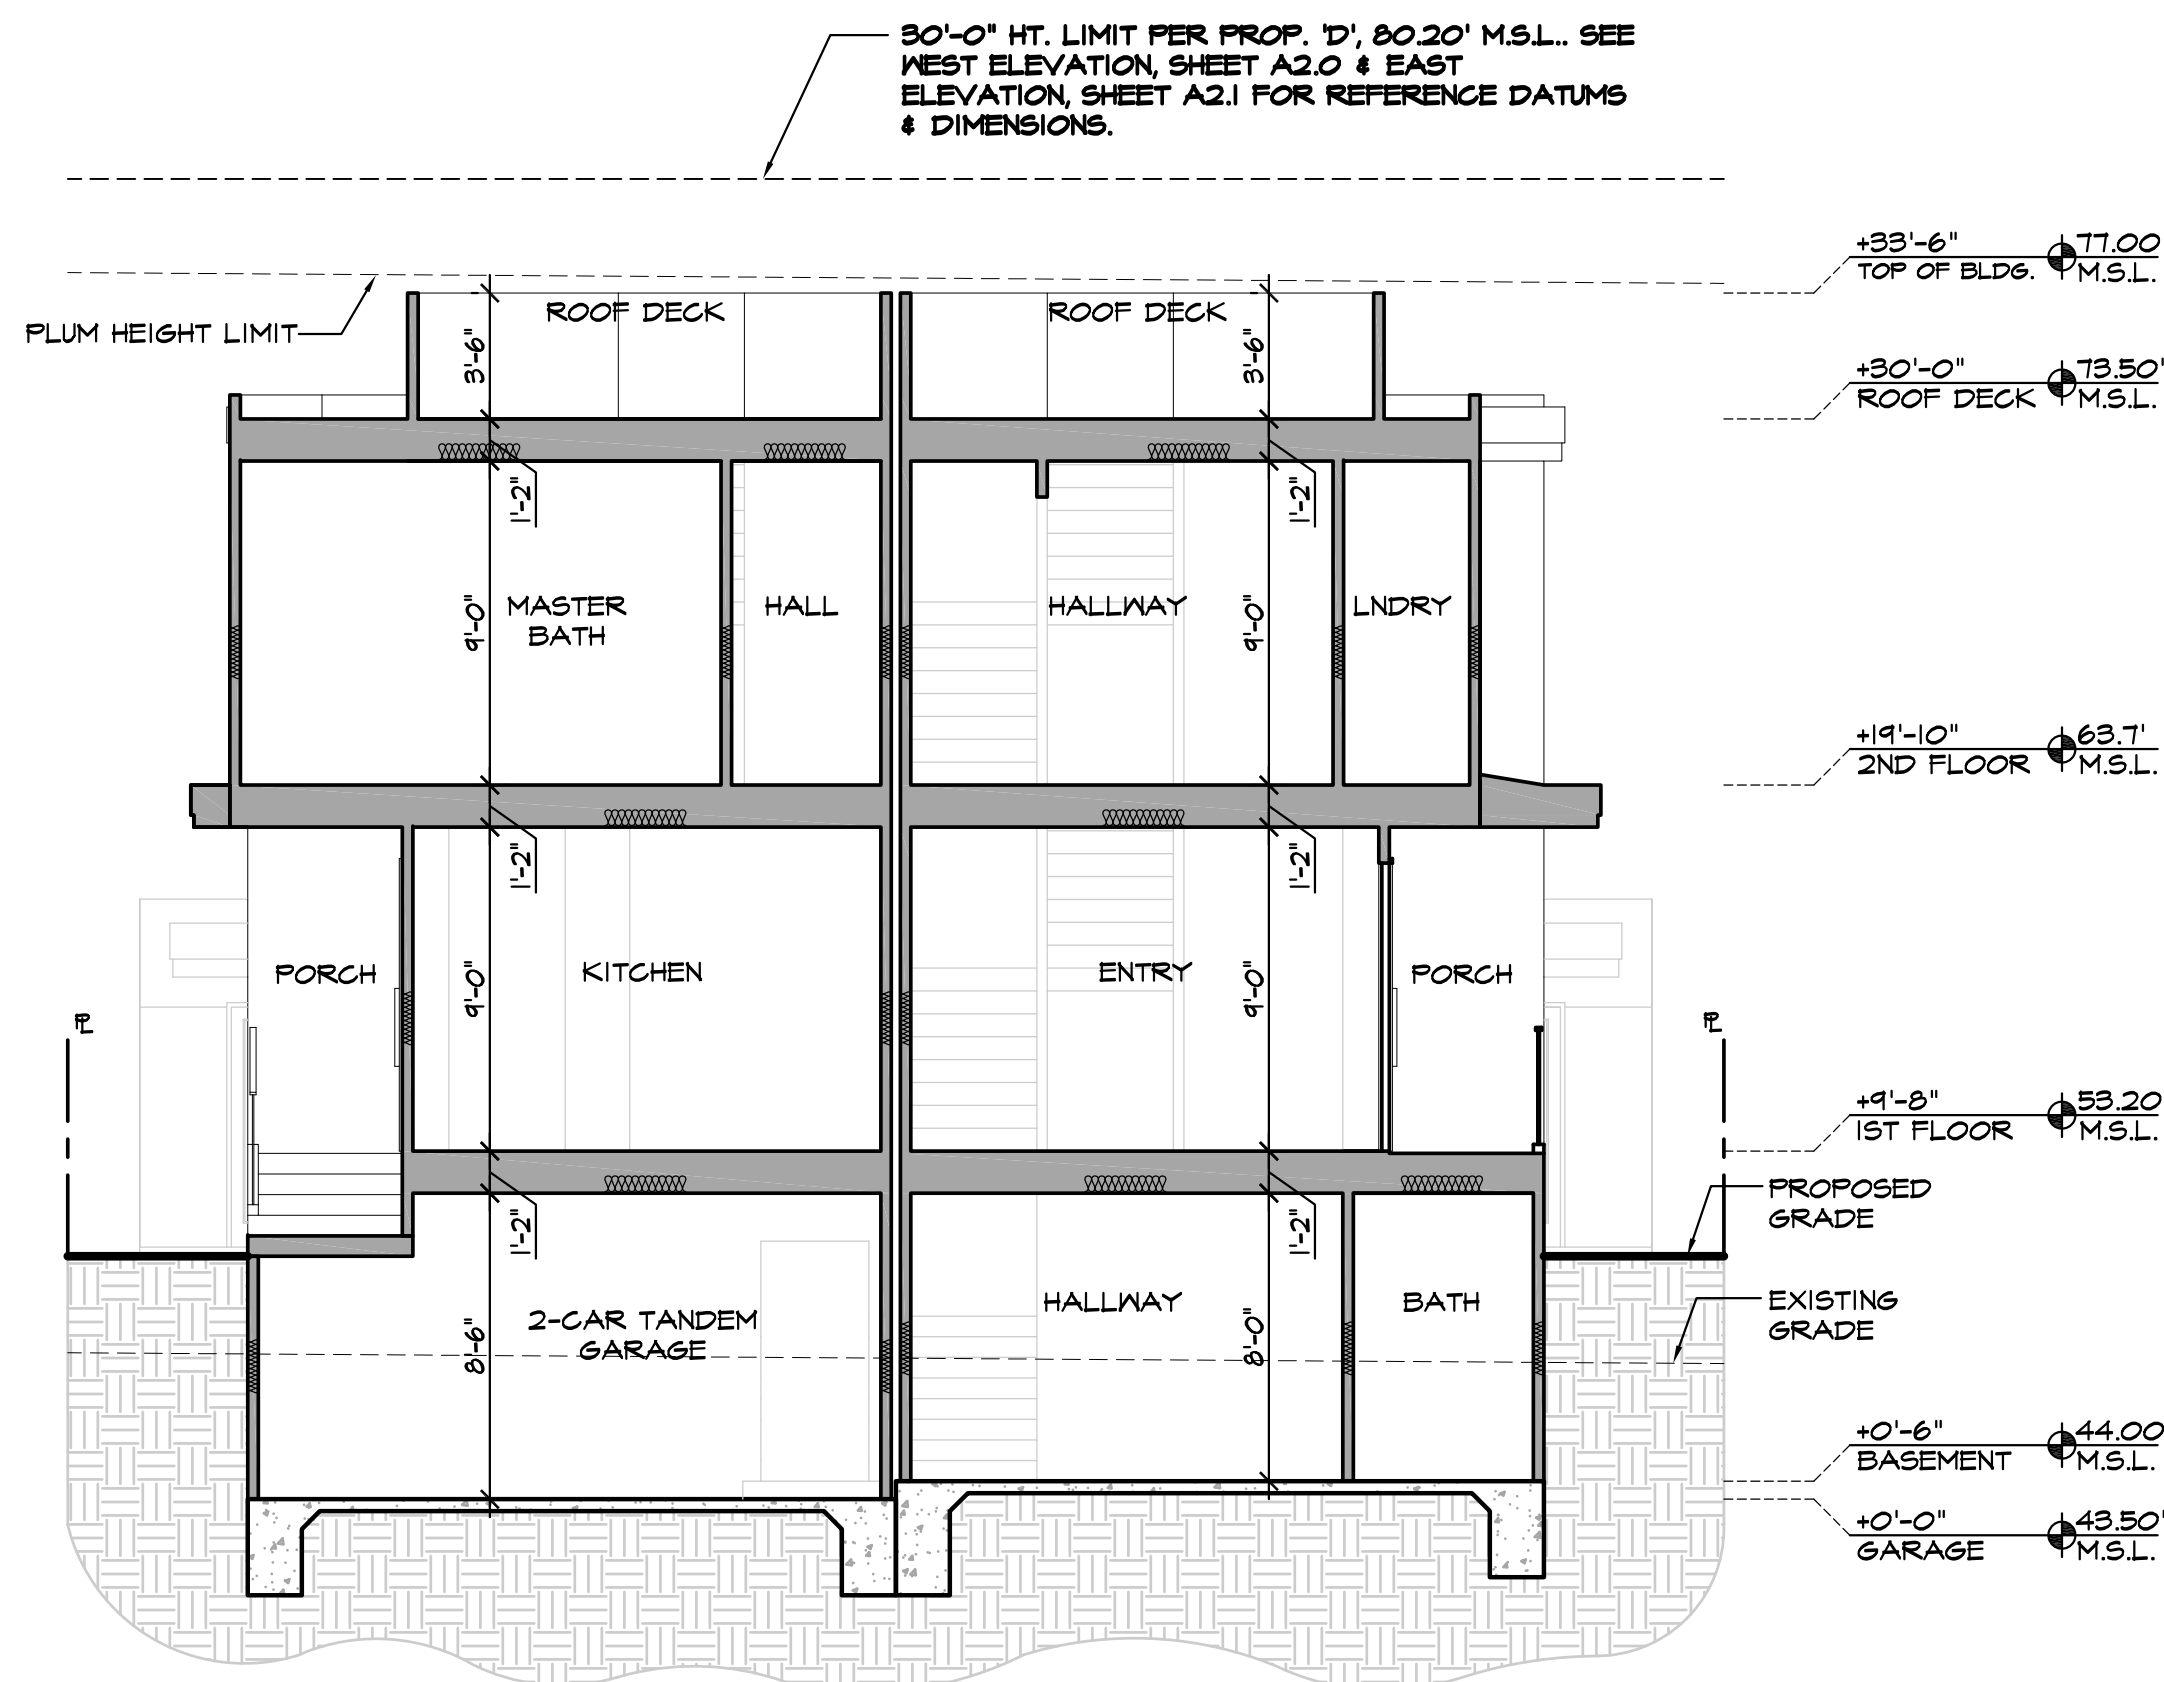 30'-0" HT. LIMIT PER PROP. 'D', 80.20' M.S.L.. SEE
WEST ELEVATION, SHEET A2.0 & EAST
ELEVATION, SHEET A2.1 FOR REFERENCE DATUMS
& DIMENSIONS.
+33'-6" 77.00
TOP OF BLDG. M.S.L.
PLUM HEIGHT LIMIT
ROOF DECK
ROOF DECK
3'-6"
3'-6"
+30'-0" 73.50'
ROOF DECK M.S.L.
1'-2"
1'-2"
9'-0"
MASTER
BATH
HALL
HALLWAY
9'-0"
LNDRY
+19'-10" 63.7'
2ND FLOOR M.S.L.
1'-2"
1'-2"
PORCH
9'-0"
KITCHEN
ENTRY
9'-0"
PORCH
PL
PL
+9'-8" 53.20
1ST FLOOR M.S.L.
PROPOSED
GRADE
1'-2"
1'-2"
8'-6"
2-CAR TANDEM
GARAGE
HALLWAY
8'-0"
BATH
EXISTING
GRADE
+0'-6" 44.00
BASEMENT M.S.L.
+0'-0" 43.50'
GARAGE M.S.L.